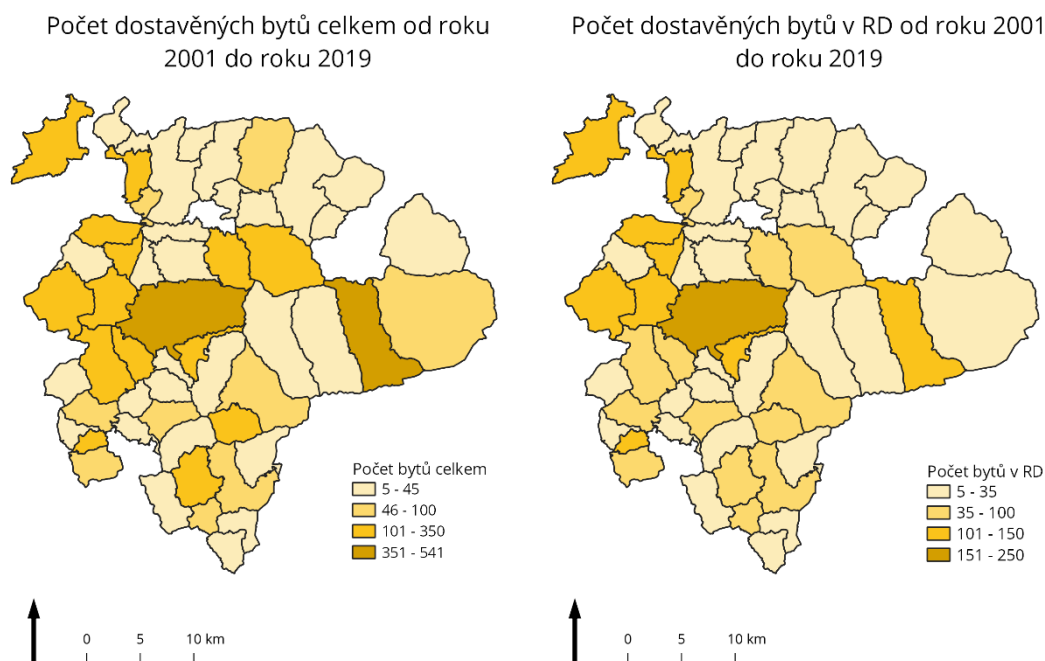 Počet dostavěných bytů celkem od roku
2001 do roku 2019
Počet bytů celkem
5 - 45
46 - 100
101 - 350
351 - 541
0 5 10 km
Počet dostavěných bytů v RD od roku 2001
do roku 2019
Počet bytů v RD
5 - 35
35 - 100
101 - 150
151 - 250
0 5 10 km